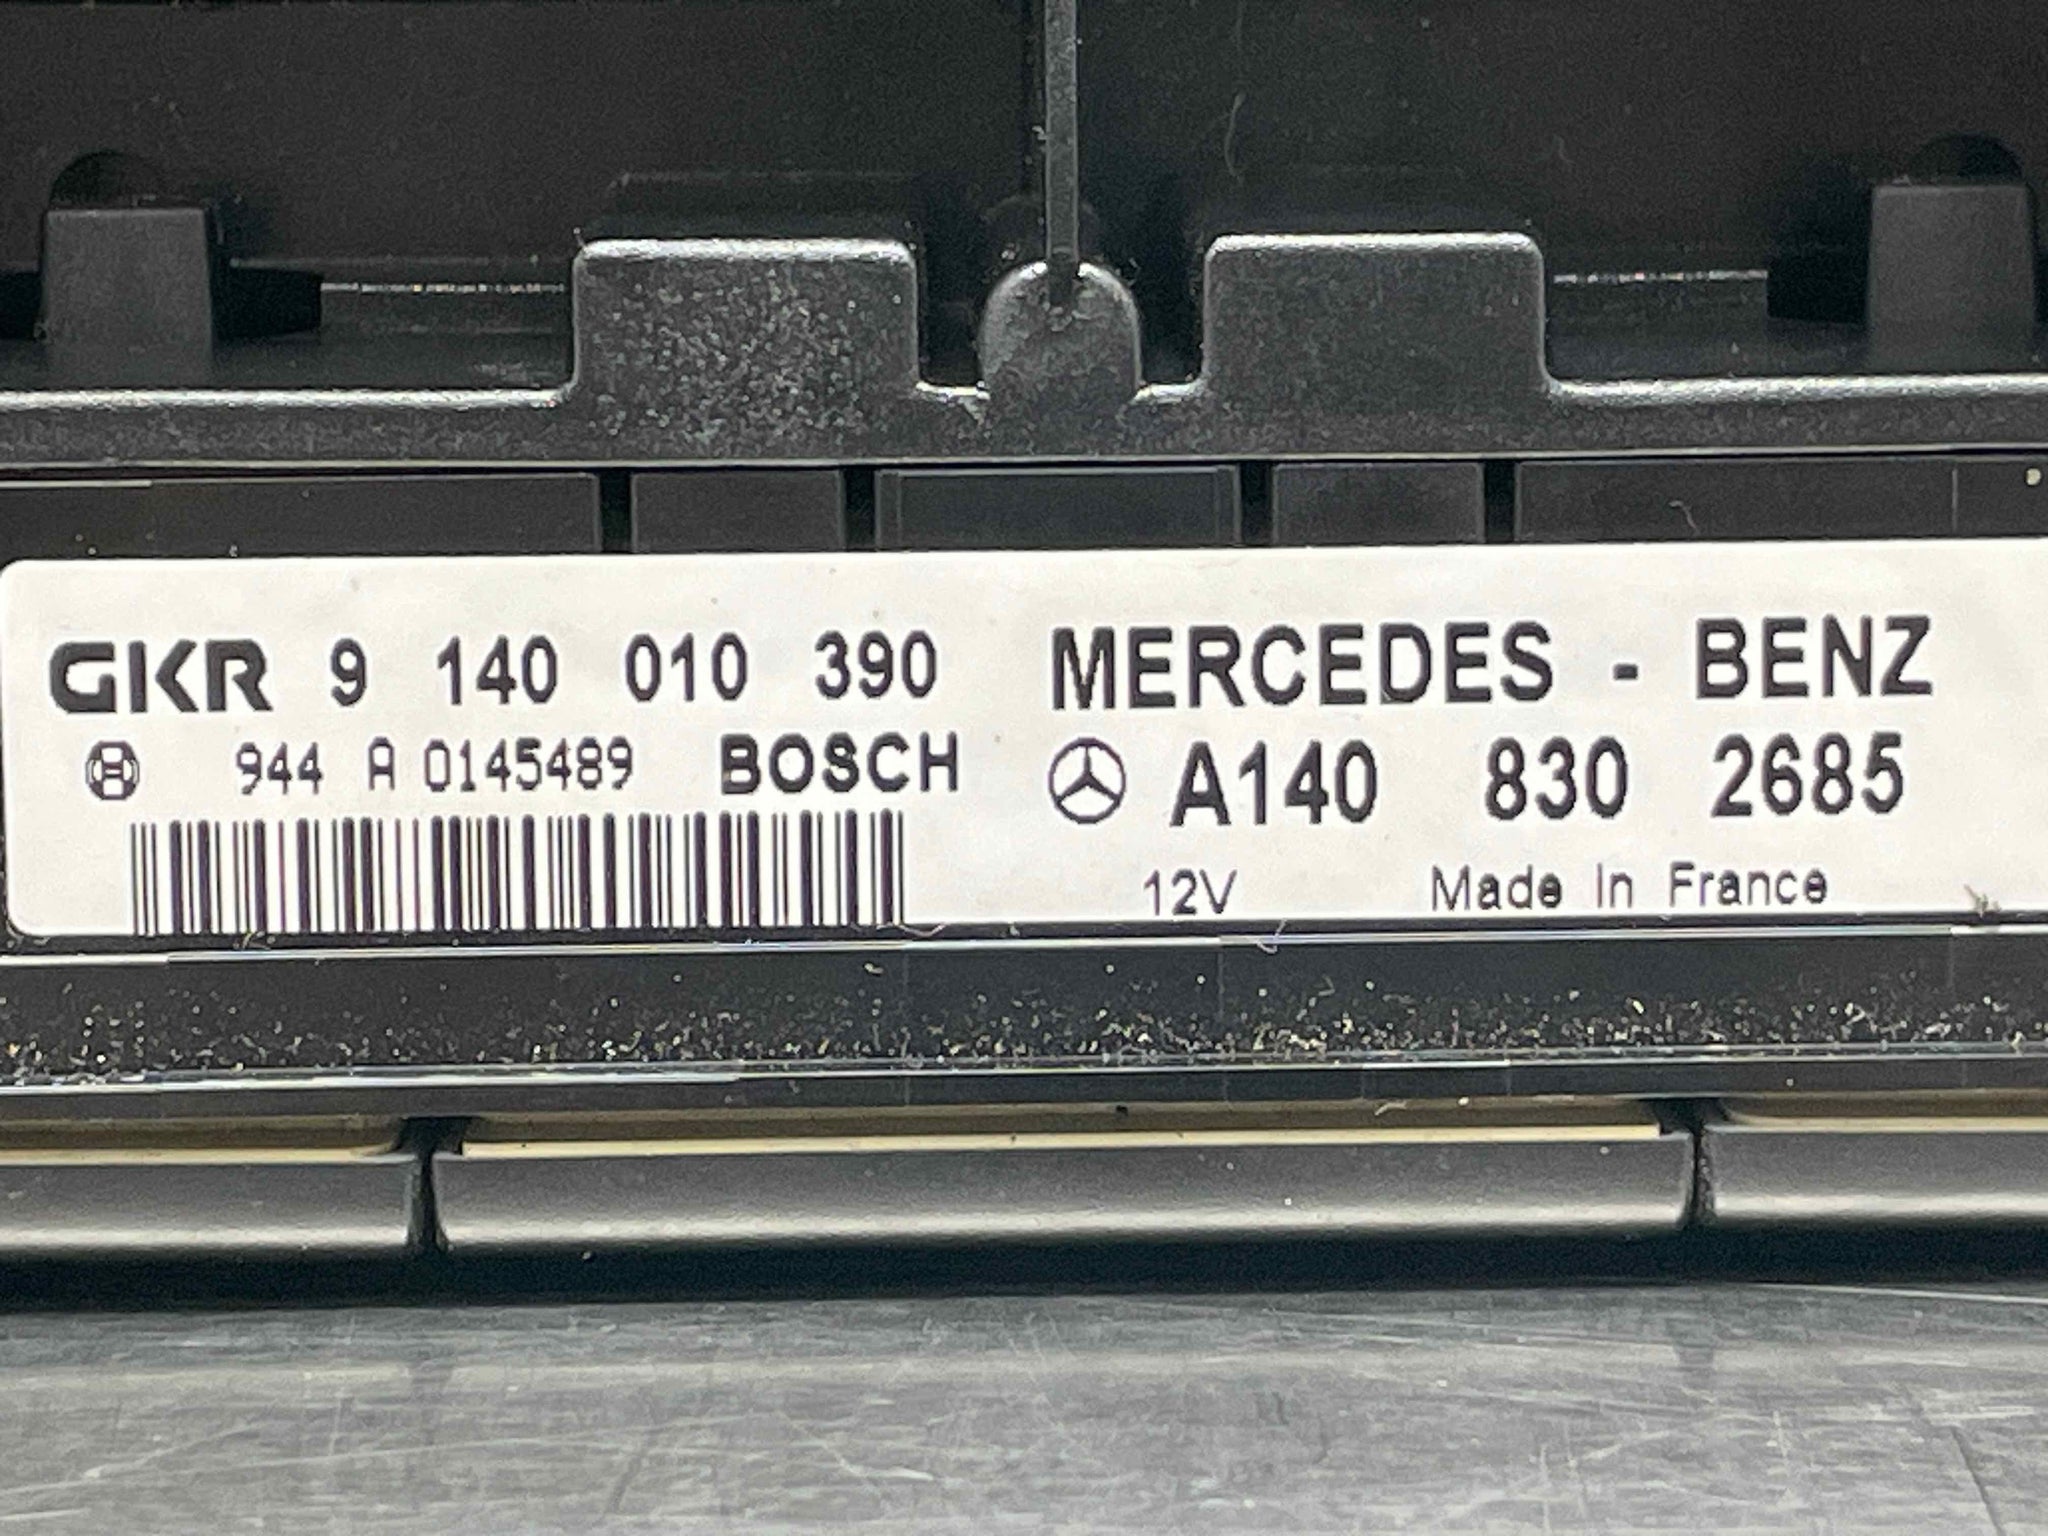 GKR 9 140 010 390
944 A 0145489 BOSCH
MERCEDES - BENZ
A140 830 2685
12V Made In France